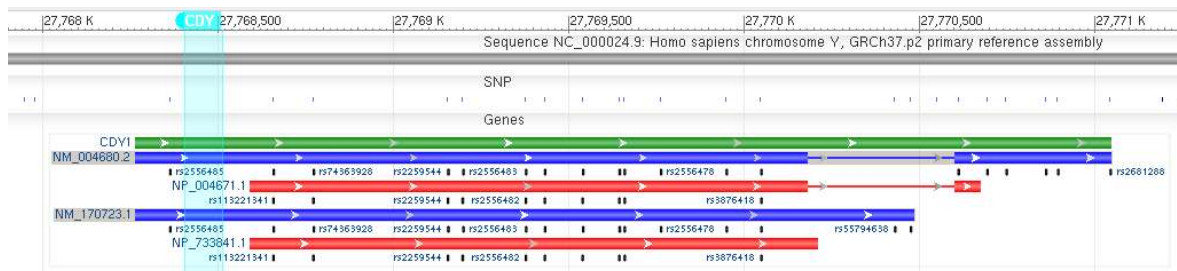 27,768 K CDY 27,768,500 27,769 K 27,769,500 27,770 K 27,770,500 27,771 K
Sequence NC_000024.9: Homo sapiens chromosome Y, GRCh37.p2 primary reference assembly
SNP
Genes
CDY1
NM_004680.2
rs2556485 rs74363928 rs2259544 rs2556483 rs2556478 rs2681288
NP_004671.1
rs113221341 rs74363928 rs2259544 rs2556482 rs3876418
NM_170723.1
rs2556485 rs74363928 rs2259544 rs2556483 rs2556478 rs55794638
NP_733841.1
rs113221341 rs2259544 rs2556482 rs3876418